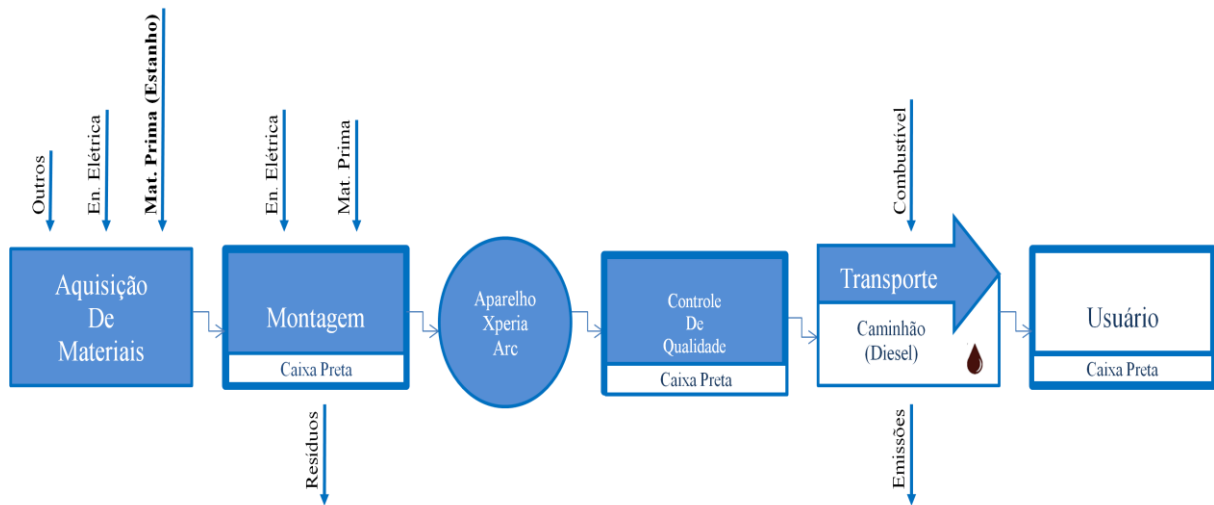 Outros
En. Elétrica
Mat. Prima (Estanho)
En. Elétrica
Mat. Prima
Combustível
Aquisição
De
Materiais
Montagem
Caixa Preta
Aparelho
Xperia
Arc
Controle
De
Qualidade
Caixa Preta
Transporte
Caminhão
(Diesel)
Usuário
Caixa Preta
Resíduos
Emissões